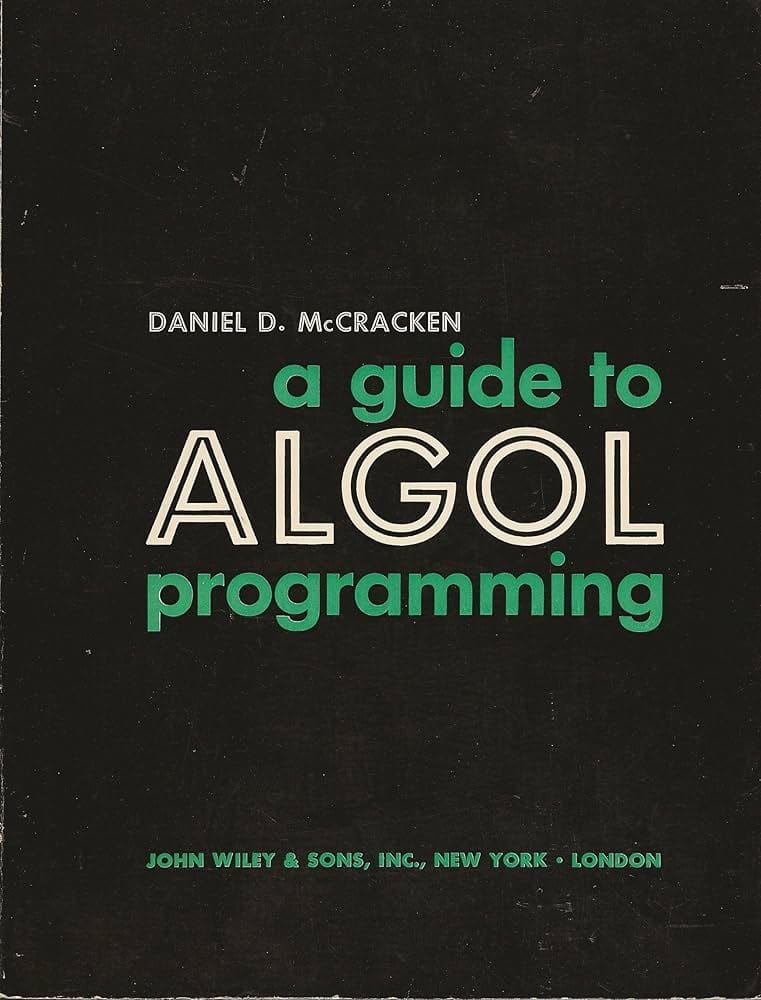 DANIEL D. McCRACKEN
a guide to
ALGOL
programming
JOHN WILEY & SONS, INC., NEW YORK • LONDON